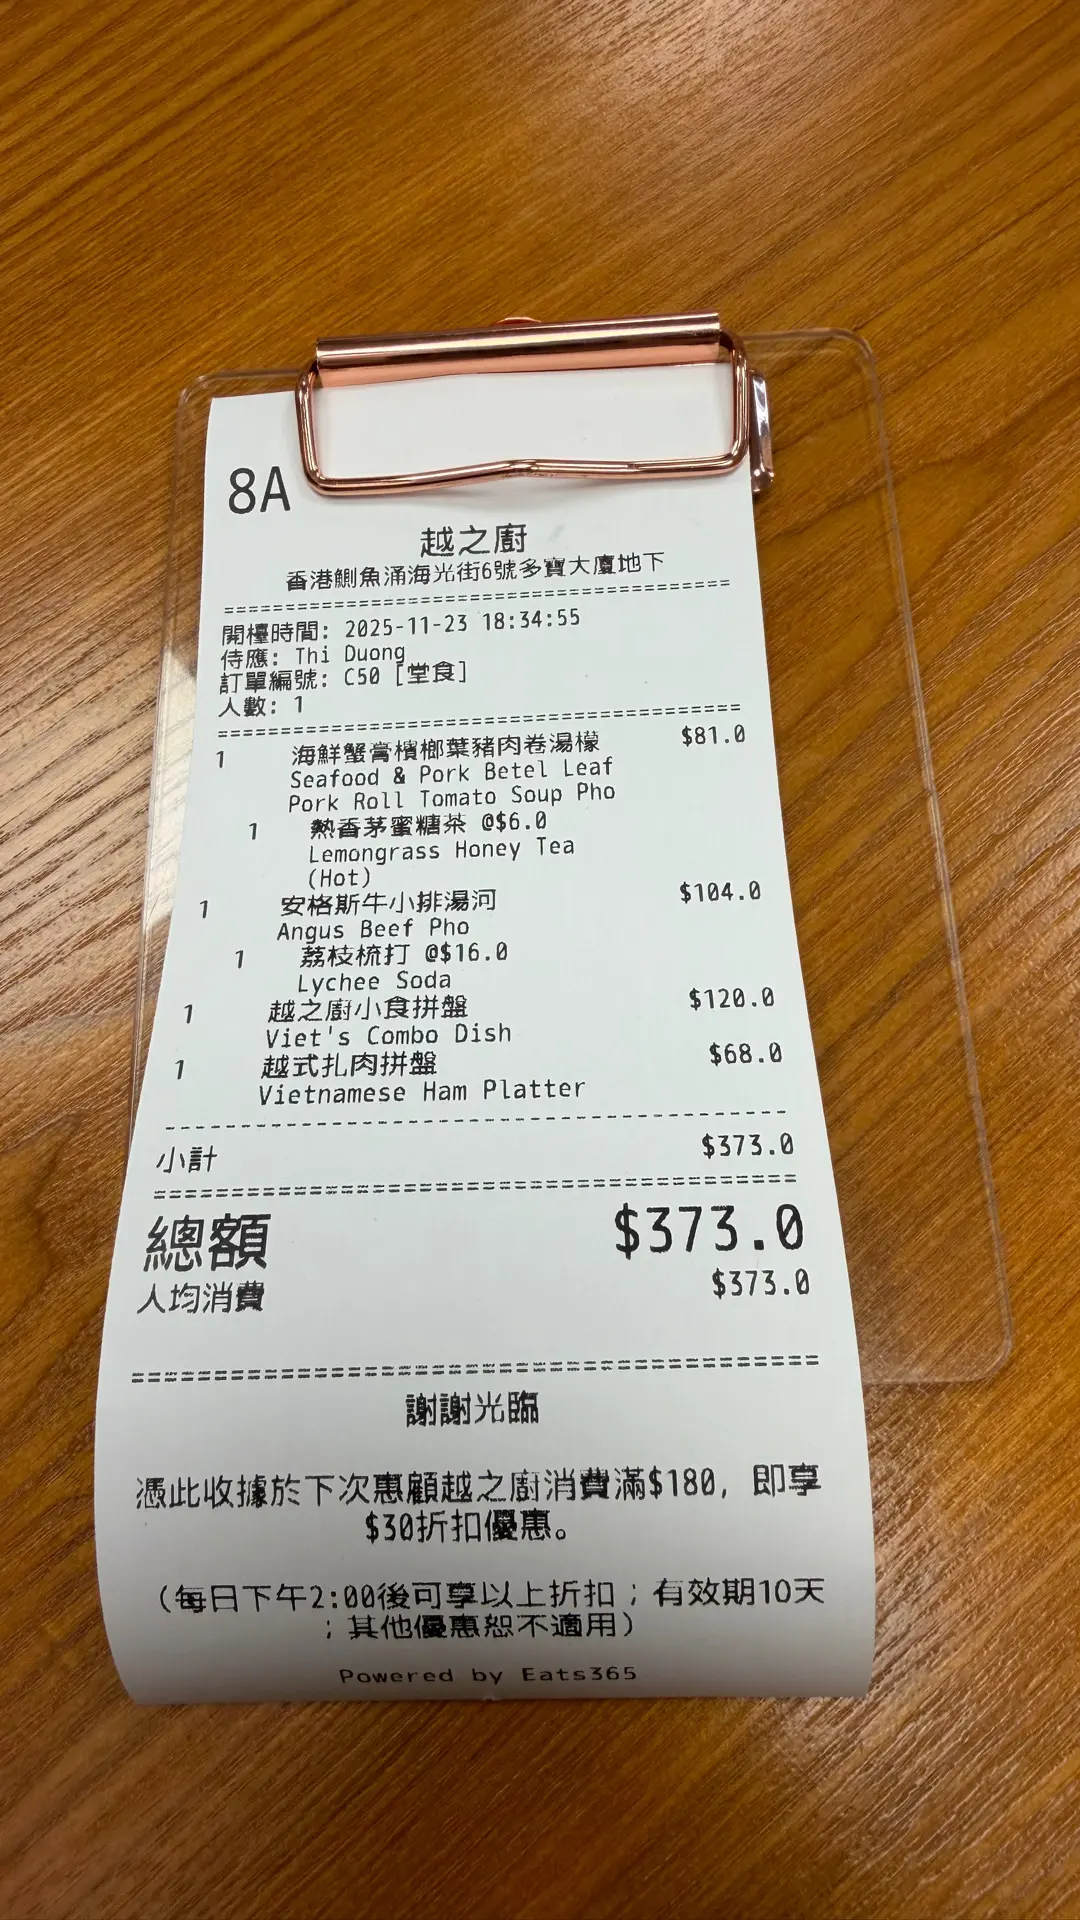 8A
越之廚
香港鰂魚涌海光街6號多寶大廈地下
開檯時間: 2025-11-23 18:34:55
侍應: Thi Duong
訂單編號: C50 [堂食]
人數: 1
1 海鮮蟹膏檳榔葉豬肉卷湯檬 $81.0
Seafood & Pork Betel Leaf
Pork Roll Tomato Soup Pho
1 熱香茅蜜糖茶 @$6.0
Lemongrass Honey Tea
(Hot)
1 安格斯牛小排湯河 $104.0
Angus Beef Pho
1 荔枝梳打 @$16.0
Lychee Soda
1 越之廚小食拼盤 $120.0
Viet's Combo Dish
1 越式扎肉拼盤 $68.0
Vietnamese Ham Platter
小計 $373.0
總額 $373.0
人均消費 $373.0
謝謝光臨
憑此收據於下次惠顧越之廚消費滿$180, 即享
$30折扣優惠。
(每日下午2:00後可享以上折扣；有效期10天
；其他優惠恕不適用)
Powered by Eats365